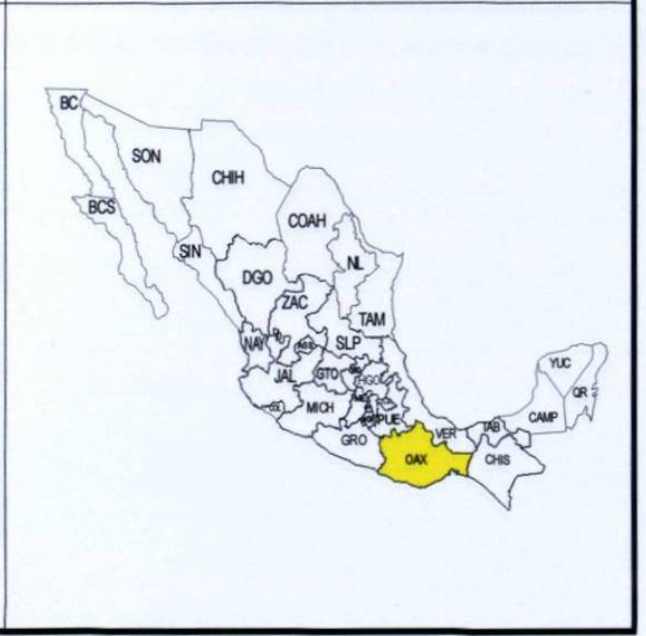 BC
SON
CHIH
BCS
COAH
SIN
NL
DGO
ZAC
TAM
NAY
SLP
YUC
JAL
GTO
HGO
QR
MICH
CAMP
PUE
VER
TAB
GRO
OAX
CHIS